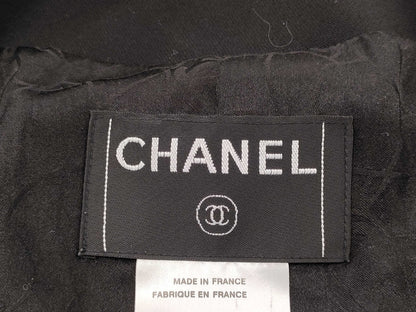 CHANEL
MADE IN FRANCE
FABRIQUE EN FRANCE